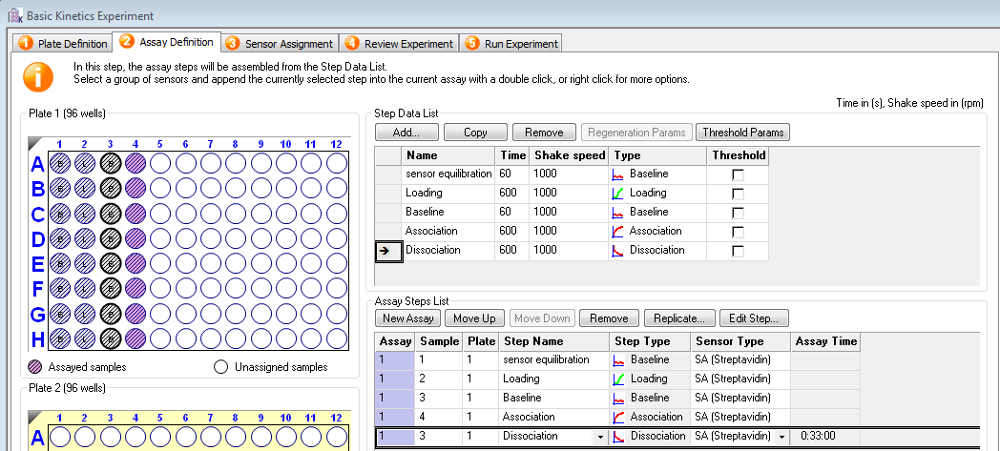 Basic Kinetics Experiment
1 Plate Definition 2 Assay Definition 3 Sensor Assignment 4 Review Experiment 5 Run Experiment
i In this step, the assay steps will be assembled from the Step Data List.
Select a group of sensors and append the currently selected step into the current assay with a double click, or right click for more options.
Time in (s), Shake speed in (rpm)
Plate 1 (96 wells)
1 2 3 4 5 6 7 8 9 10 11 12
A B L B
B B L B
C B L B
D B L B
E B L B
F B L B
G B L B
H B L B
Assayed samples Unassigned samples
Plate 2 (96 wells)
1 2 3 4 5 6 7 8 9 10 11 12
A
Step Data List
Add... Copy Remove Regeneration Params Threshold Params
Name Time Shake speed Type Threshold
sensor equilibration 60 1000 Baseline
Loading 600 1000 Loading
Baseline 60 1000 Baseline
Association 600 1000 Association
Dissociation 600 1000 Dissociation
Assay Steps List
New Assay Move Up Move Down Remove Replicate... Edit Step...
Assay Sample Plate Step Name Step Type Sensor Type Assay Time
1 1 1 sensor equilibration Baseline SA (Streptavidin)
1 2 1 Loading Loading SA (Streptavidin)
1 3 1 Baseline Baseline SA (Streptavidin)
1 4 1 Association Association SA (Streptavidin)
1 3 1 Dissociation Dissociation SA (Streptavidin) 0:33:00